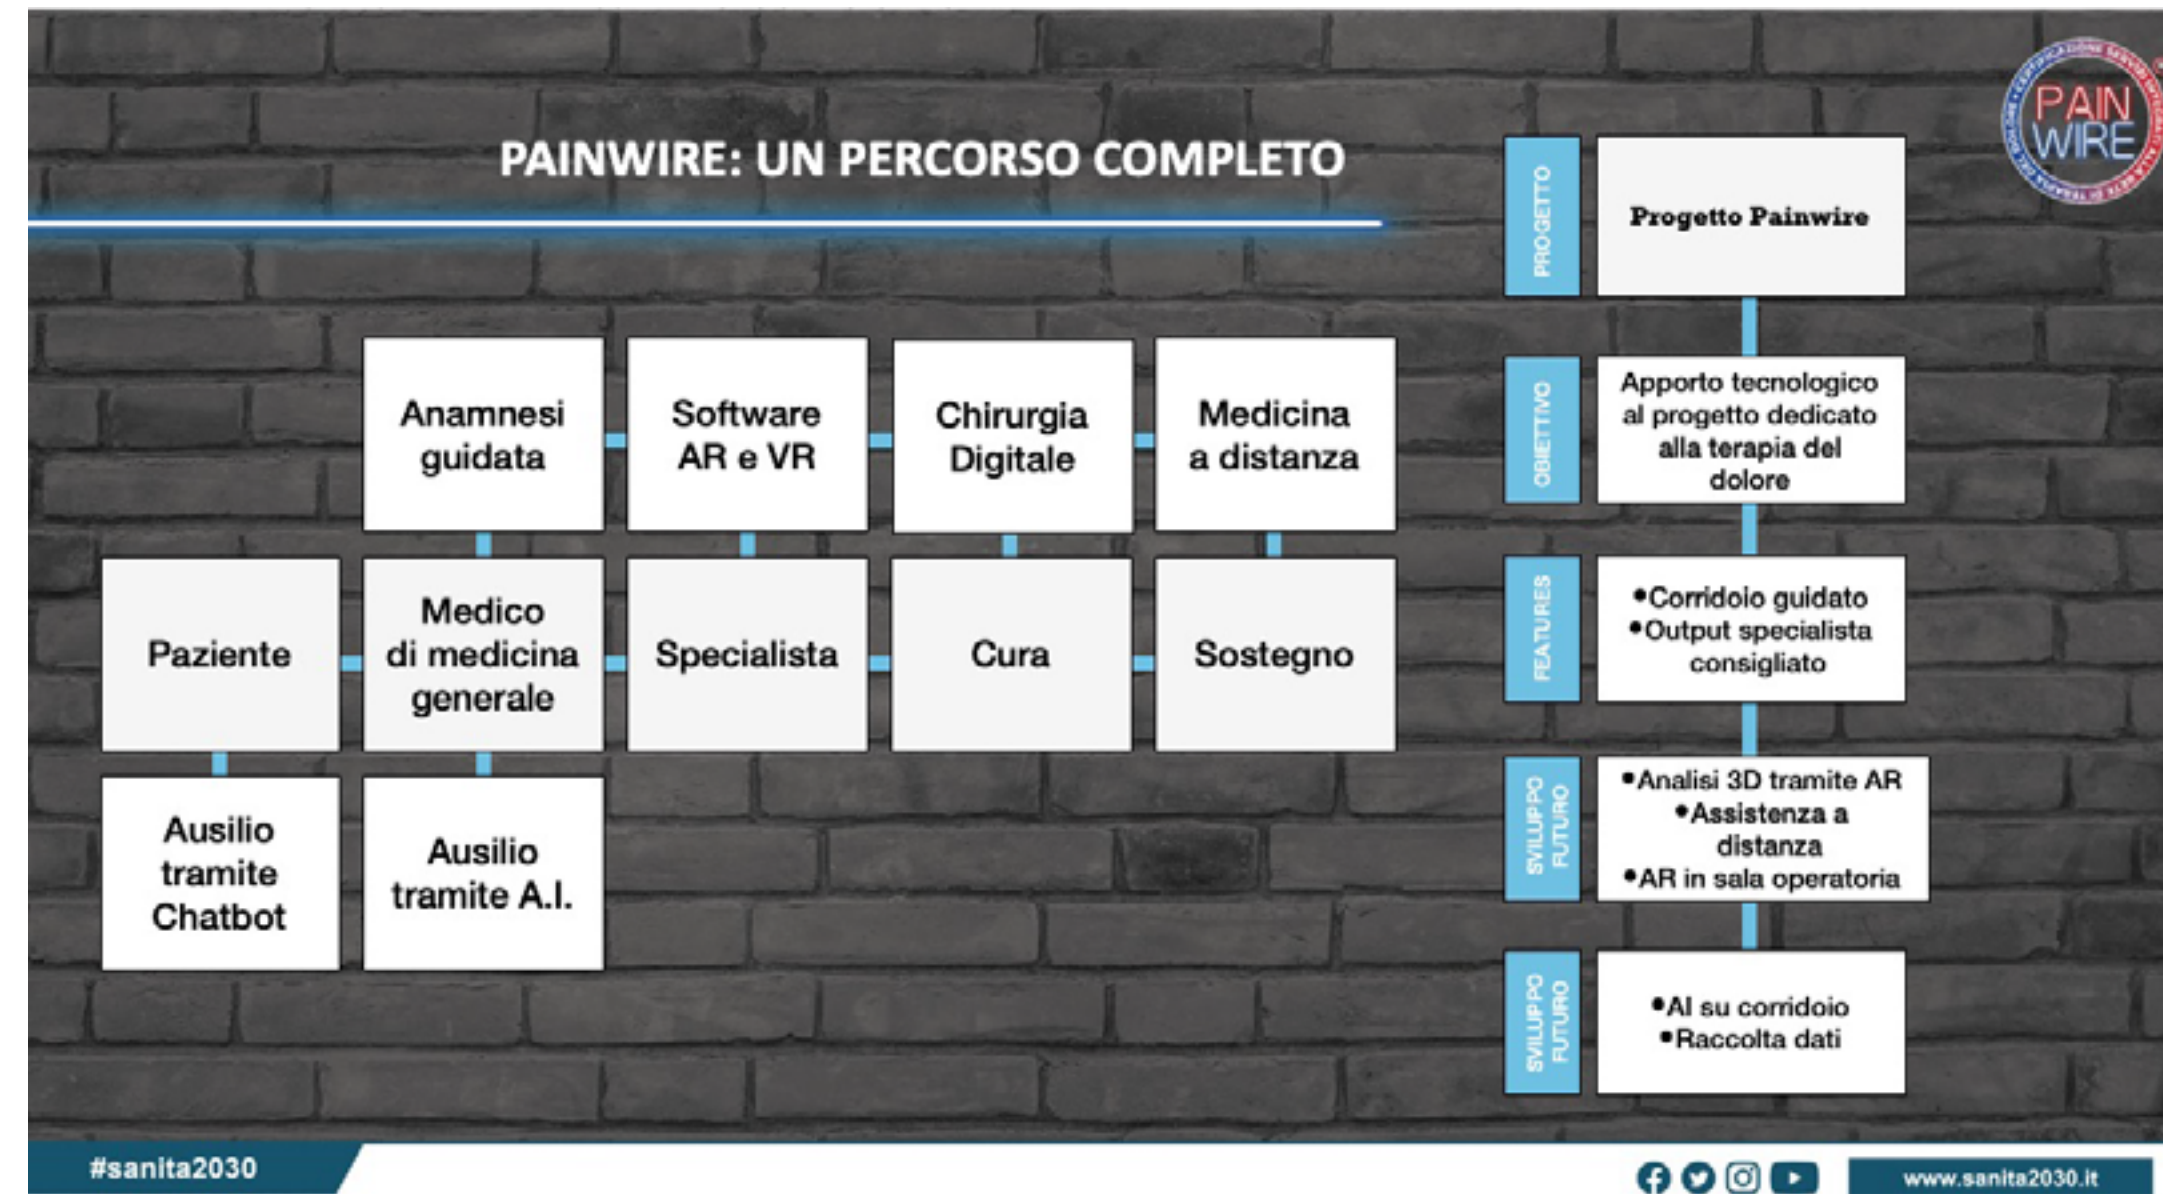 PAINWIRE: UN PERCORSO COMPLETO
PAIN
WIRE
Anamnesi
guidata
Software
AR e VR
Chirurgia
Digitale
Medicina
a distanza
Paziente
Medico
di medicina
generale
Specialista
Cura
Sostegno
Ausilio
tramite
Chatbot
Ausilio
tramite A.I.
PROGETTO
Progetto Painwire
OBIETTIVO
Apporto tecnologico
al progetto dedicato
alla terapia del
dolore
FEATURES
•Corridoio guidato
•Output specialista
consigliato
SVILUPPO
FUTURO
•Analisi 3D tramite AR
•Assistenza a
distanza
•AR in sala operatoria
SVILUPPO
FUTURO
•AI su corridoio
•Raccolta dati
#sanita2030
www.sanita2030.it